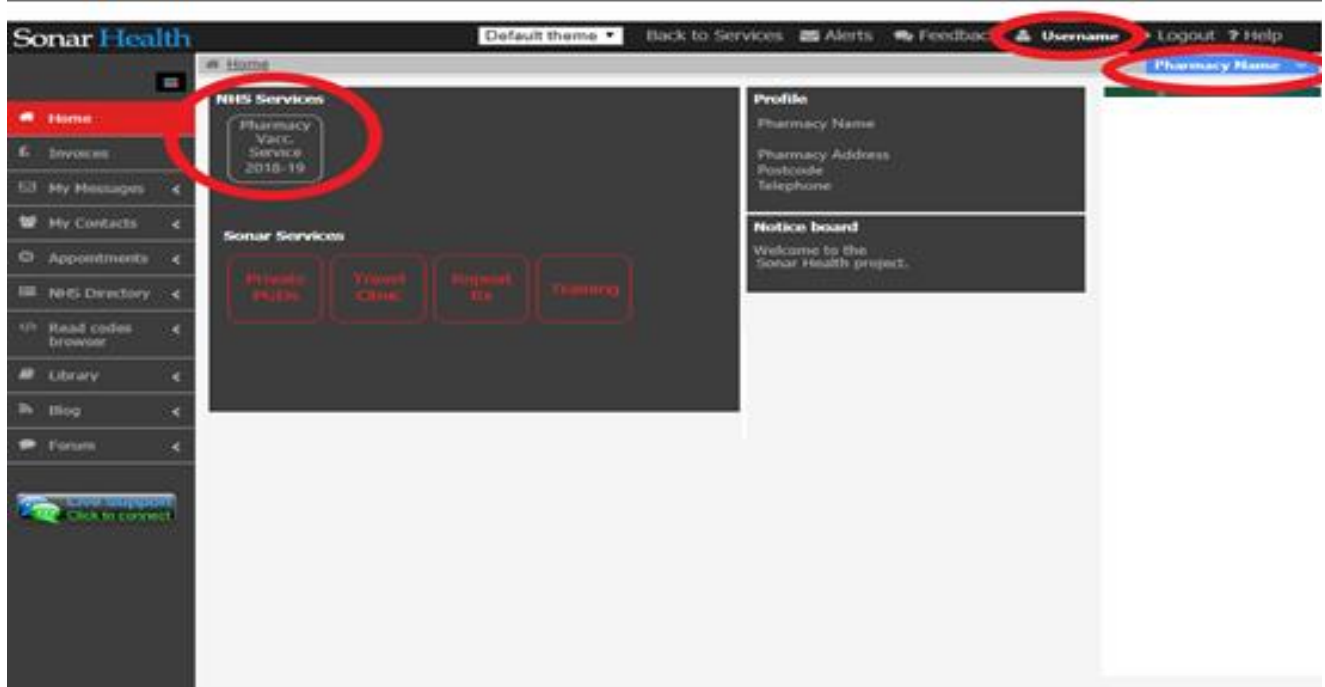 Sonar Health
Default theme
Back to Services
Alerts
Feedback
Username
Logout
? Help
Home
Pharmacy Name
Home
Invoices
My Messages
My Contacts
Appointments
NHS Directory
Read codes
browser
Library
Blog
Forum
Live Support
Click to connect
NHS Services
Pharmacy
Vacc.
Service
2018-19
Sonar Services
Private
PGDs
Travel
Clinic
Repeat
Rx
Training
Profile
Pharmacy Name
Pharmacy Address
Postcode
Telephone
Notice board
Welcome to the
Sonar Health project.